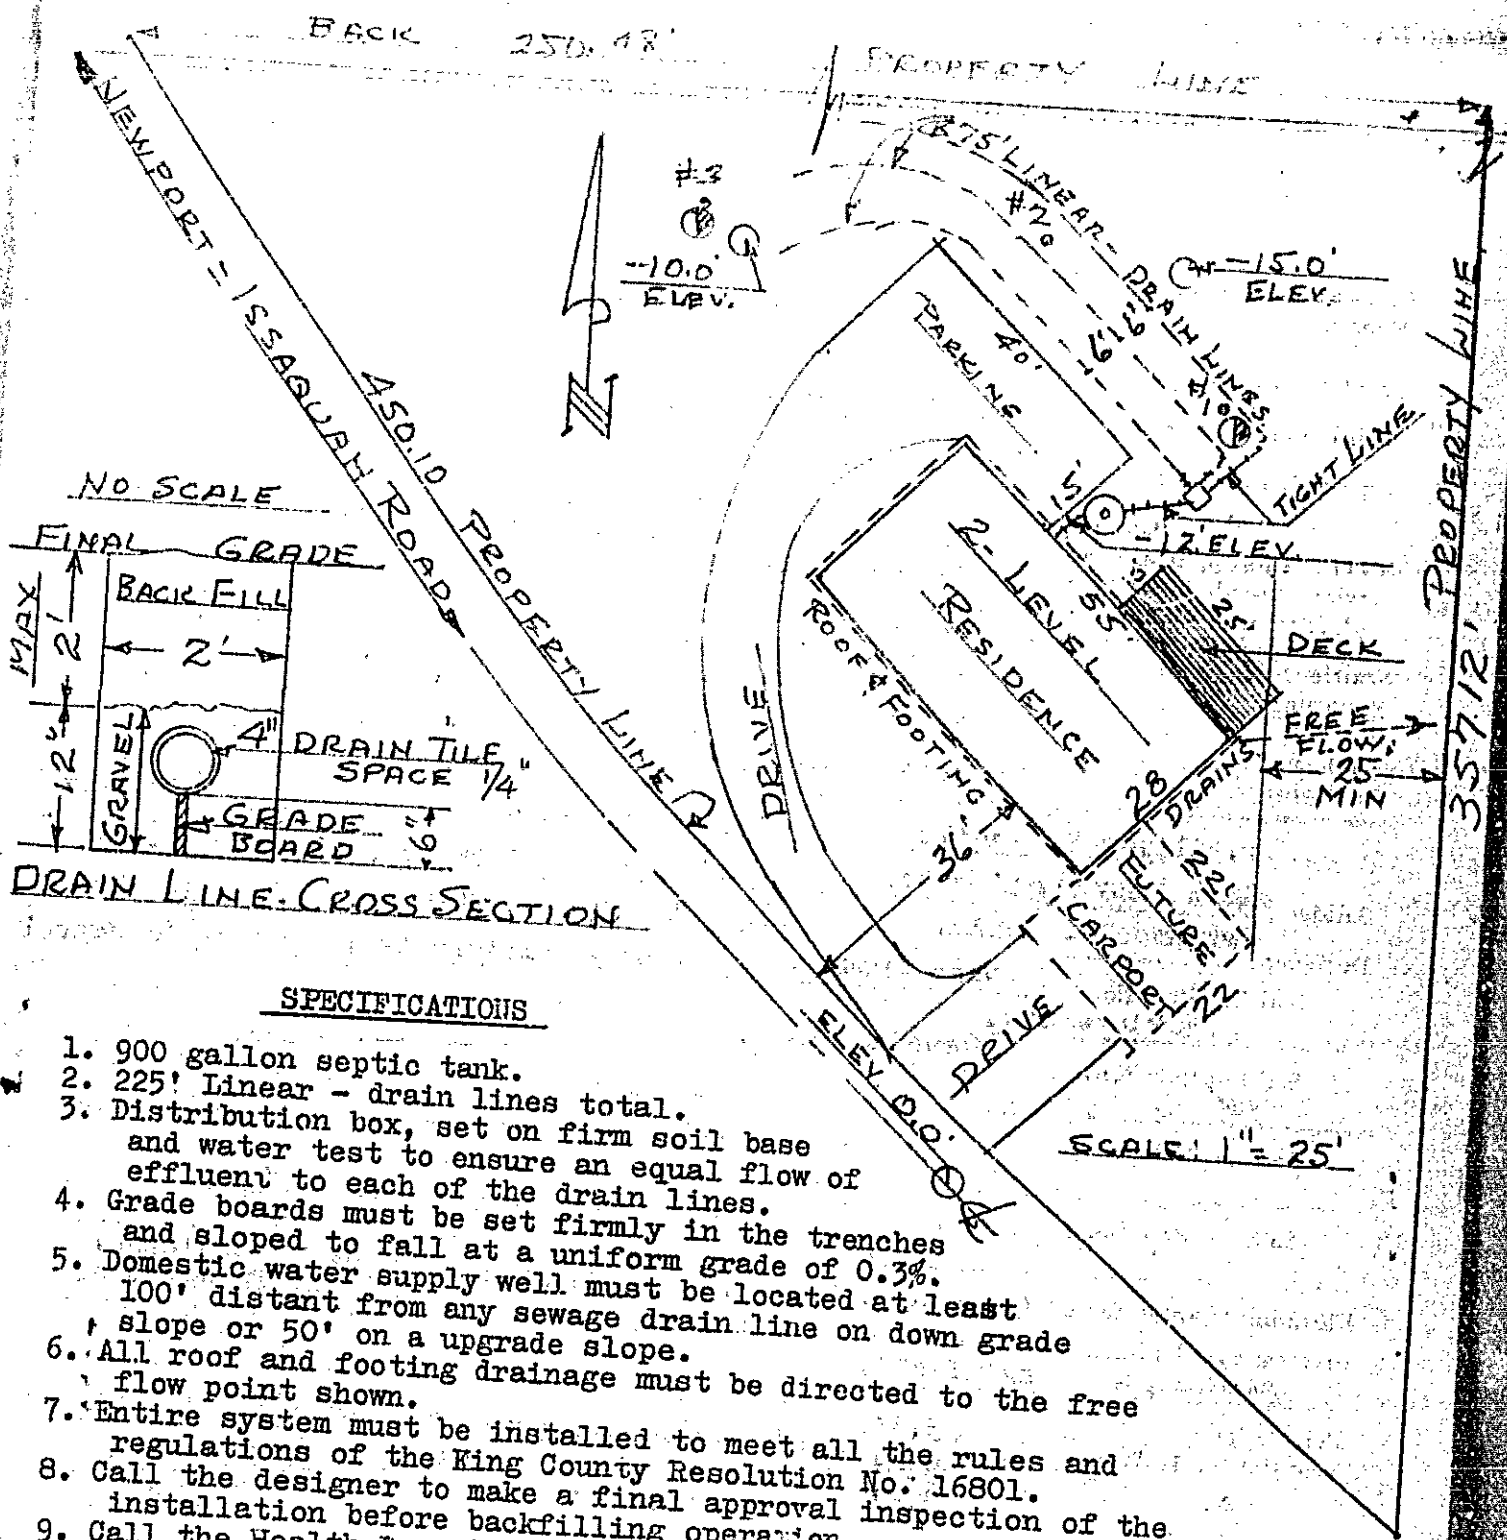 BACK 250.48'
PROPERTY LINE
NEWPORT - ISSAQUAH ROAD
450.10 PROPERTY LINE
#3
-10.0'
ELEV.
N
675' LINEAR - DRAIN LINES
#2
-15.0'
ELEV.
6'
6'
#1
PARKING
40'
TIGHT LINE
PROPERTY LINE
357.12'
5'
-12' ELEV.
2-LEVEL
RESIDENCE
55'
25'
DECK
ROOF & FOOTING
DRAINS
FREE
FLOW
25
MIN
28
36'
DRIVE
FUTURE
CARPORT
22'
22
DRIVE
ELEV 0.0'
SCALE: 1" = 25'
NO SCALE
FINAL GRADE
BACK FILL
MAX
2'
2'
12"
GRAVEL
4" DRAIN TILE
SPACE 1/4"
GRADE
BOARD
6"
DRAIN LINE CROSS SECTION
SPECIFICATIONS
1. 900 gallon septic tank.
2. 225' Linear - drain lines total.
3. Distribution box, set on firm soil base
and water test to ensure an equal flow of
effluent to each of the drain lines.
4. Grade boards must be set firmly in the trenches
and sloped to fall at a uniform grade of 0.3%.
5. Domestic water supply well must be located at least
100' distant from any sewage drain line on down grade
slope or 50' on a upgrade slope.
6. All roof and footing drainage must be directed to the free
flow point shown.
7. Entire system must be installed to meet all the rules and
regulations of the King County Resolution No. 16801.
8. Call the designer to make a final approval inspection of the
installation before backfilling operation
9. Call the Health